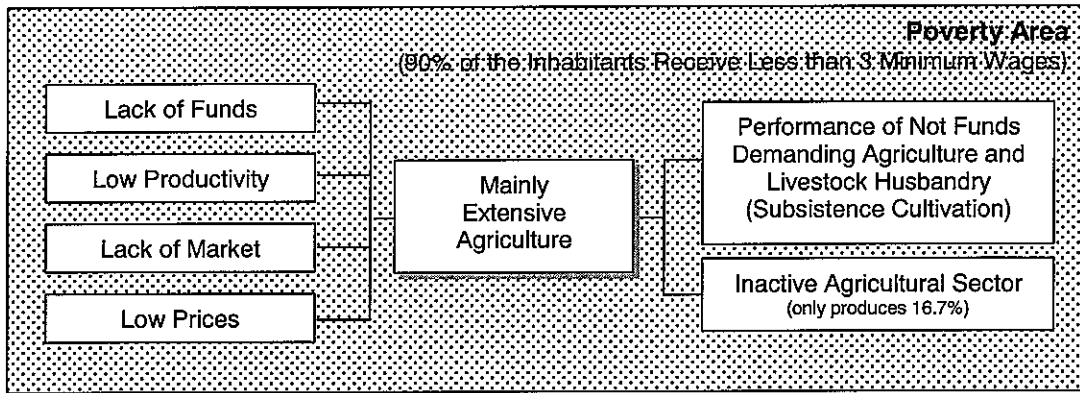 Poverty Area
(90% of the Inhabitants Receive Less than 3 Minimum Wages)
Lack of Funds
Low Productivity
Lack of Market
Low Prices
Mainly
Extensive
Agriculture
Performance of Not Funds
Demanding Agriculture and
Livestock Husbandry
(Subsistence Cultivation)
Inactive Agricultural Sector
(only produces 16.7%)